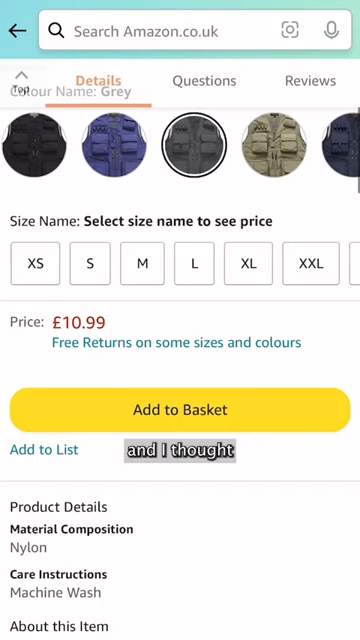 Search Amazon.co.uk
Top
Details
Questions
Reviews
Colour Name: Grey
Size Name: Select size name to see price
XS
S
M
L
XL
XXL
Price: £10.99
Free Returns on some sizes and colours
Add to Basket
Add to List
and I thought
Product Details
Material Composition
Nylon
Care Instructions
Machine Wash
About this Item